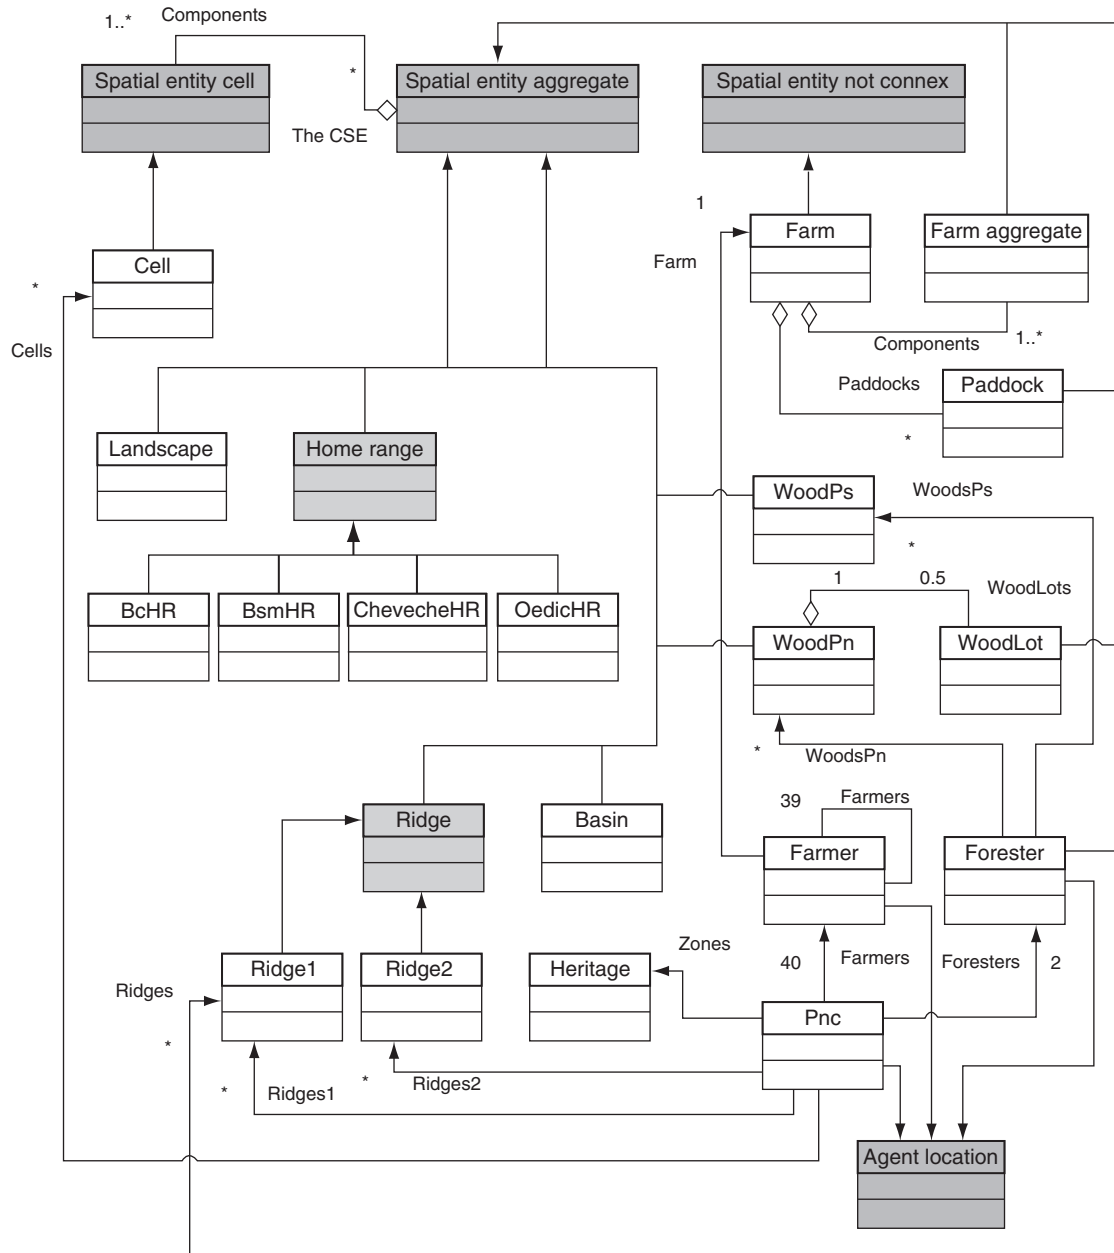 1..*
Components
Spatial entity cell
*
Spatial entity aggregate
Spatial entity not connex
The CSE
1
Farm
Farm aggregate
Farm
Cell
*
Cells
Components
1..*
Paddocks
Paddock
*
Landscape
Home range
WoodPs
WoodsPs
*
BcHR
BsmHR
ChevecheHR
OedicHR
1
0.5
WoodLots
WoodPn
WoodLot
*
WoodsPn
39
Farmers
Ridge
Basin
Farmer
Forester
Zones
40
Farmers
Foresters
2
Ridge1
Ridge2
Heritage
Ridges
*
Pnc
*
Ridges1
*
Ridges2
Agent location